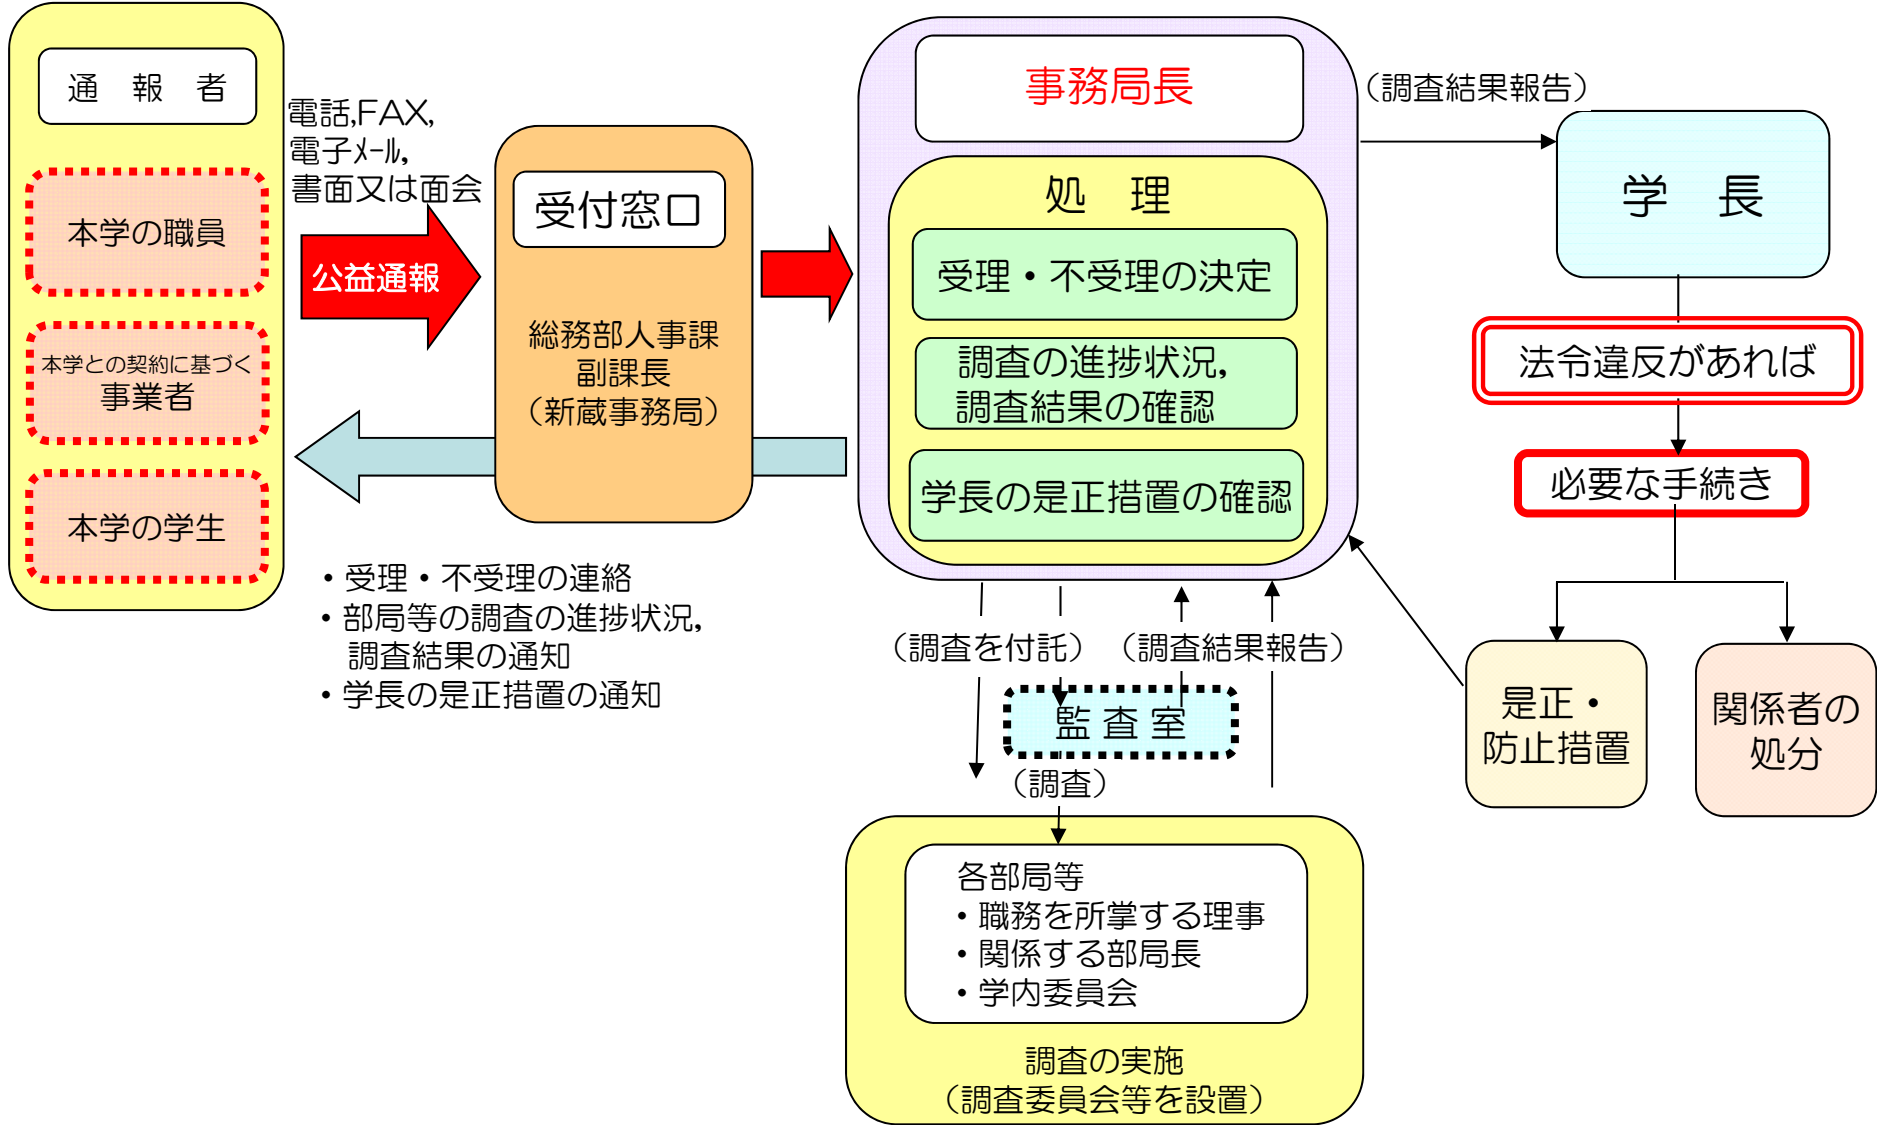 通　報　者
本学の職員
本学との契約に基づく
事業者
本学の学生
電話,FAX,
電子ﾒｰﾙ,
書面又は面会
公益通報
受付窓口
総務部人事課
副課長
（新蔵事務局）
・受理・不受理の連絡
・部局等の調査の進捗状況,
調査結果の通知
・学長の是正措置の通知
事務局長
処　理
受理・不受理の決定
調査の進捗状況,
調査結果の確認
学長の是正措置の確認
（調査結果報告）
学　長
法令違反があれば
必要な手続き
是正・
防止措置
関係者の
処分
（調査を付託）
（調査結果報告）
監 査 室
（調査）
各部局等
・職務を所掌する理事
・関係する部局長
・学内委員会
調査の実施
（調査委員会等を設置）